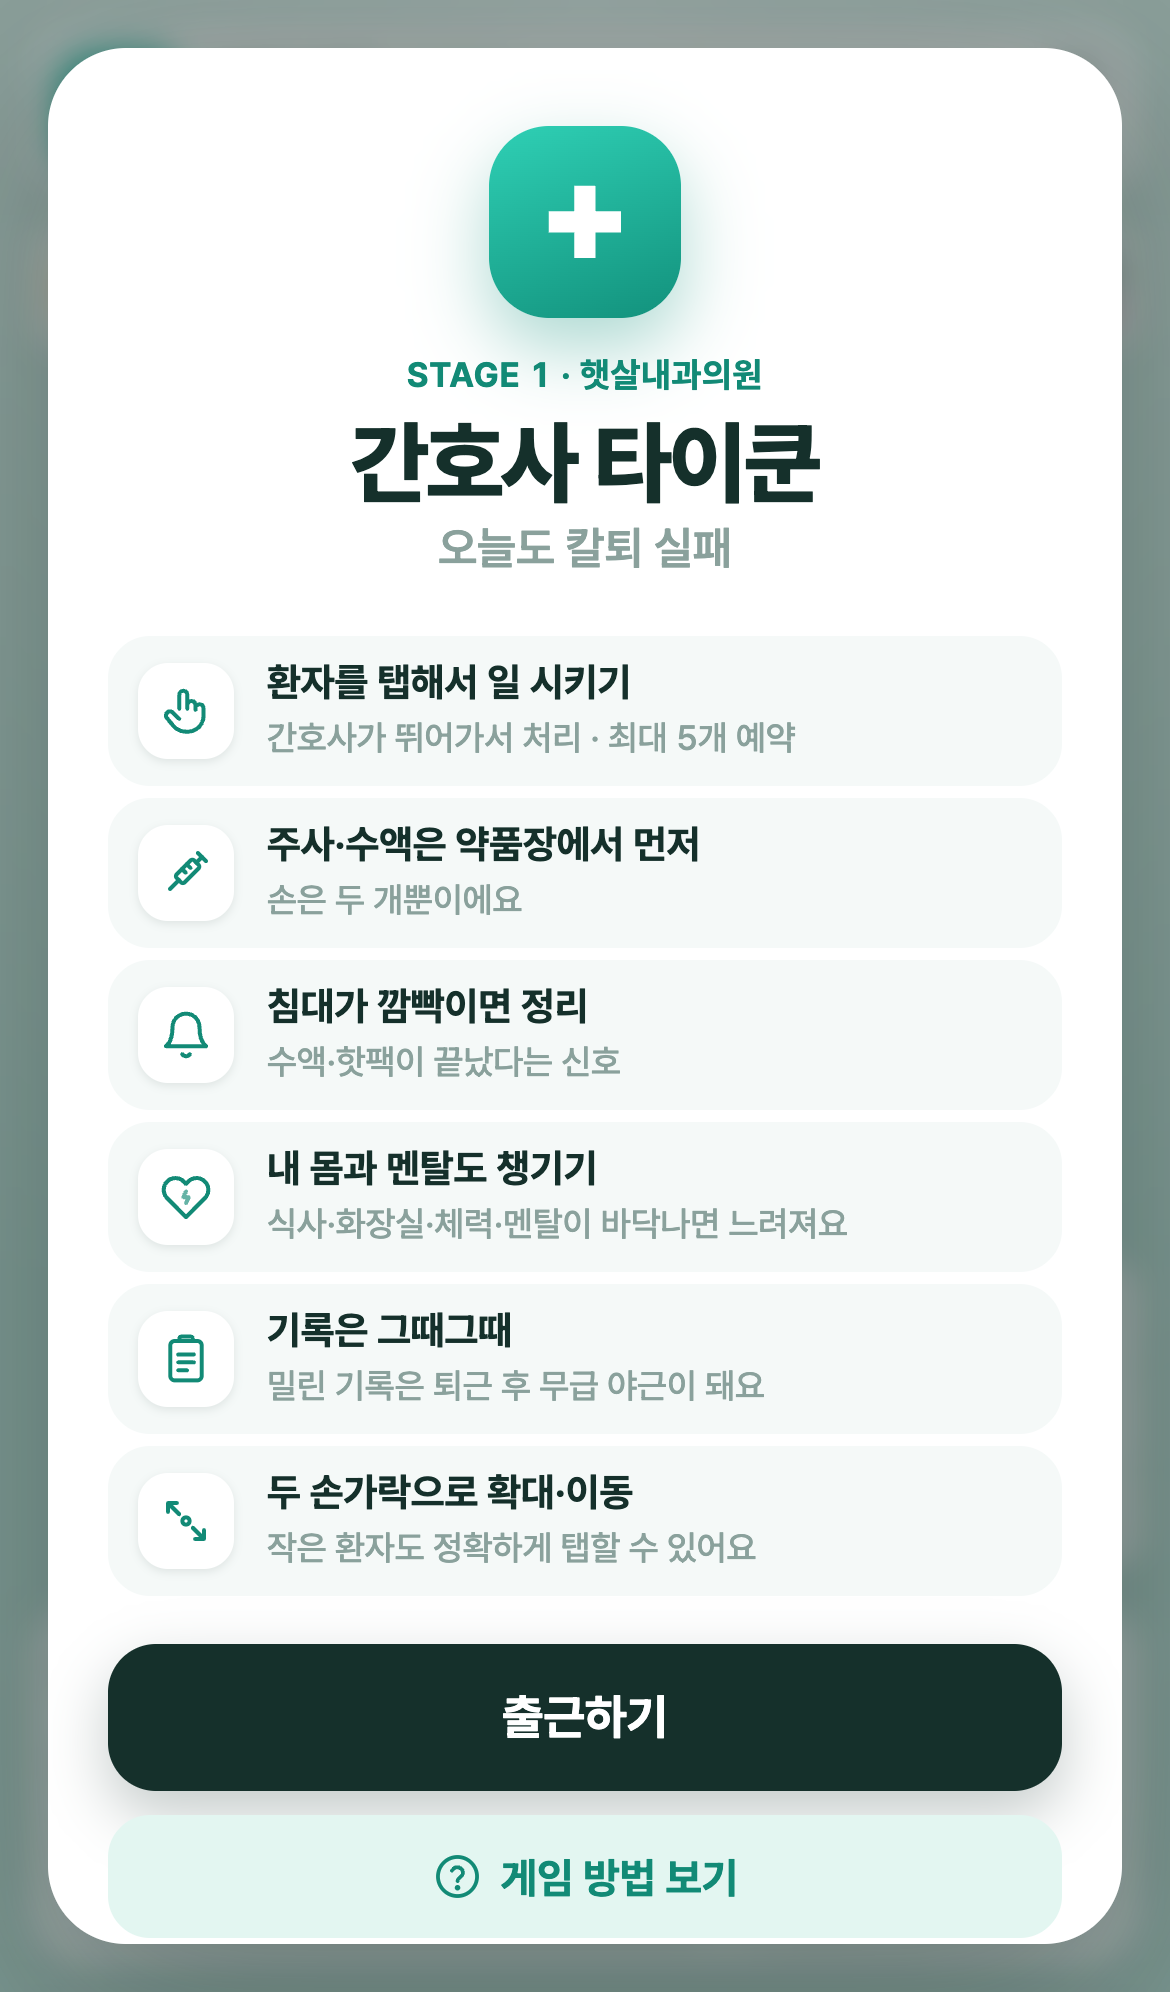 STAGE 1 · 햇살내과의원
간호사 타이쿤
오늘도 칼퇴 실패
환자를 탭해서 일 시키기
간호사가 뛰어가서 처리 · 최대 5개 예약
주사·수액은 약품장에서 먼저
손은 두 개뿐이에요
침대가 깜빡이면 정리
수액·핫팩이 끝났다는 신호
내 몸과 멘탈도 챙기기
식사·화장실·체력·멘탈이 바닥나면 느려져요
기록은 그때그때
밀린 기록은 퇴근 후 무급 야근이 돼요
두 손가락으로 확대·이동
작은 환자도 정확하게 탭할 수 있어요
출근하기
게임 방법 보기